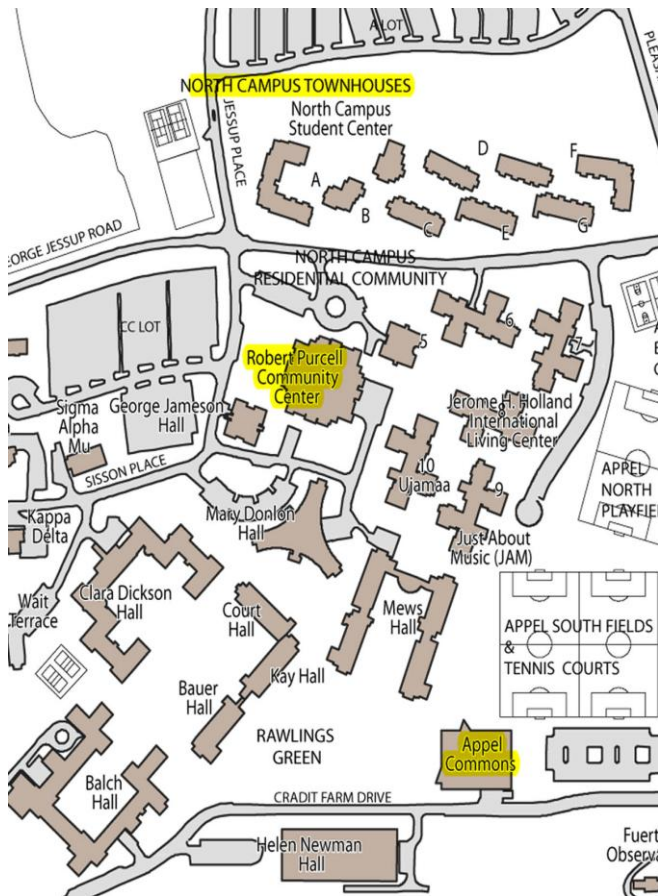 A LOT
PLEAS
NORTH CAMPUS TOWNHOUSES
North Campus
Student Center
JESSUP PLACE
A
B
C
D
E
F
G
EORGE JESSUP ROAD
NORTH CAMPUS
RESIDENTIAL COMMUNITY
CC LOT
5
6
7
Robert Purcell
Community
Center
Sigma
Alpha
Mu
George Jameson
Hall
Jerome H. Holland
8
International
Living Center
SISSON PLACE
10
Ujamaa
9
APPEL
NORTH
PLAYFIE
Kappa
Delta
Mary Donlon
Hall
Just About
Music (JAM)
Wait
Terrace
Clara Dickson
Hall
Court
Hall
Mews
Hall
APPEL SOUTH FIELDS
&
TENNIS COURTS
Kay Hall
Bauer
Hall
RAWLINGS
GREEN
Appel
Commons
Balch
Hall
CRADIT FARM DRIVE
Helen Newman
Hall
Fuert
Observa